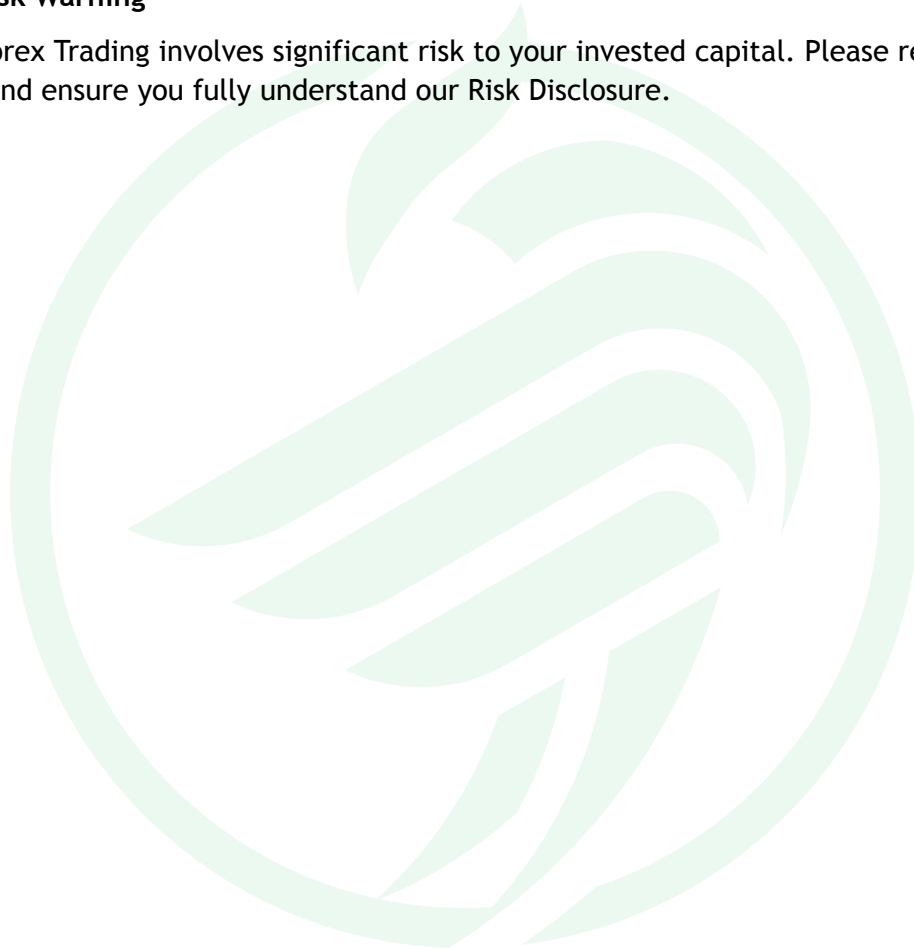 sk Warning
orex Trading involves significant risk to your invested capital. Please re
nd ensure you fully understand our Risk Disclosure.